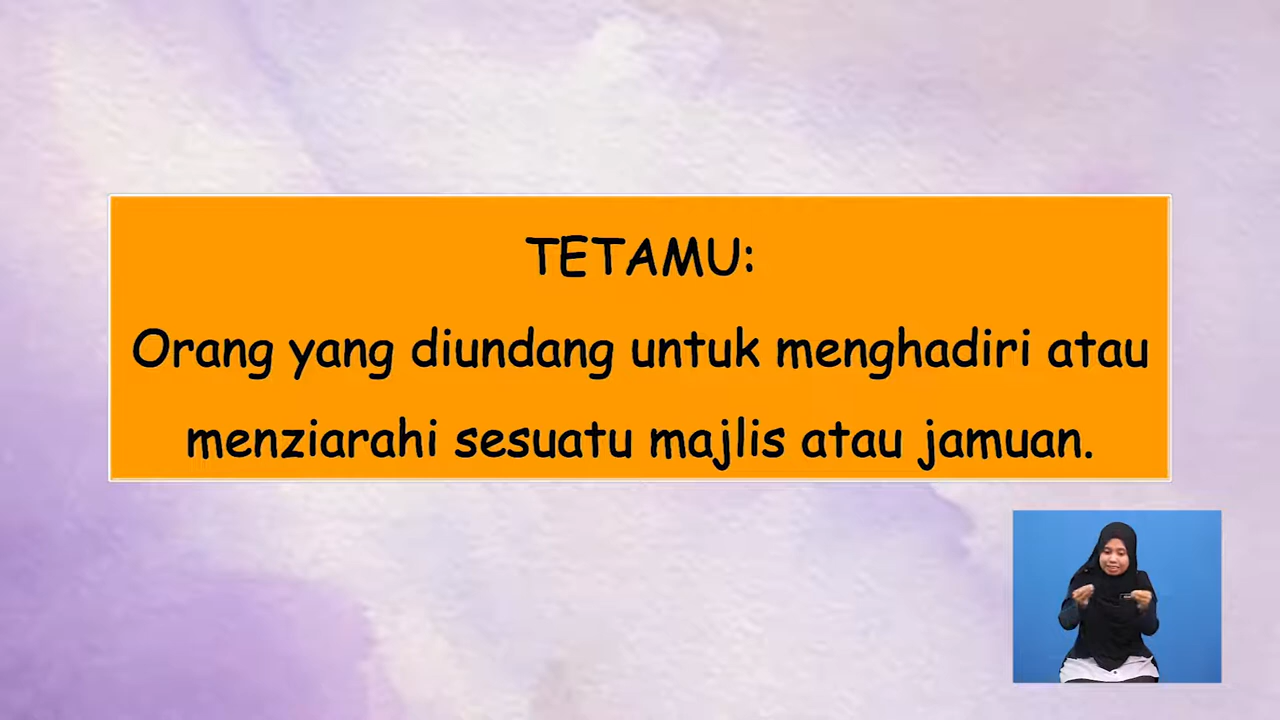 TETAMU:
Orang yang diundang untuk menghadiri atau
menziarahi sesuatu majlis atau jamuan.